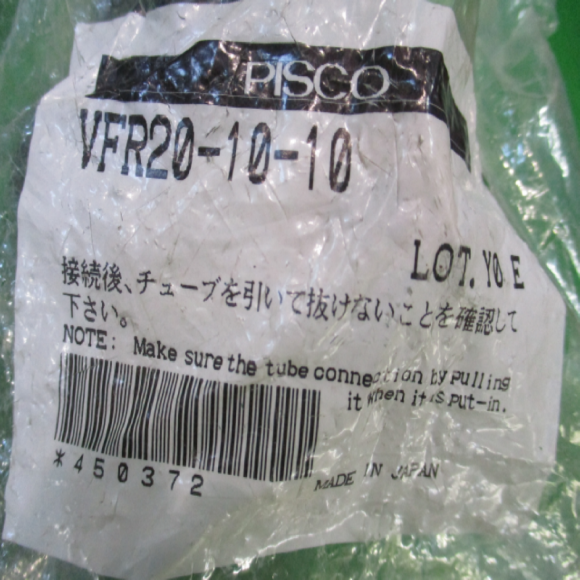 PISCO
VFR20-10-10
LOT. Y0 E
接続後、チューブを引いて抜けないことを確認して
下さい。
NOTE: Make sure the tube connection by pulling
it when it is put-in.
*450372
MADE IN JAPAN